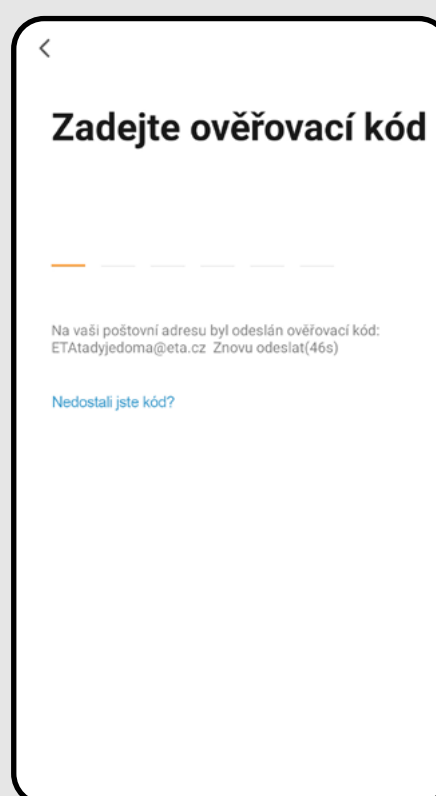 Zadejte ověřovací kód
Na vaši poštovní adresu byl odeslán ověřovací kód:
ETAtadyjedoma@eta.cz Znovu odeslat(46s)
Nedostali jste kód?